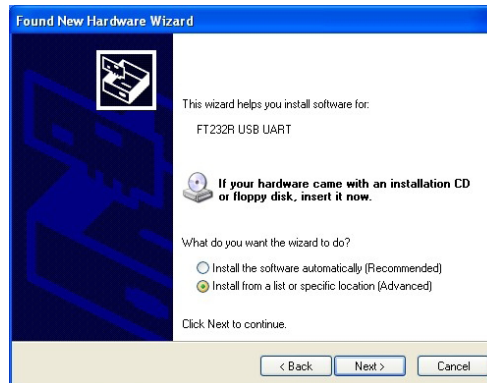 Found New Hardware Wizard
This wizard helps you install software for:
FT232R USB UART
If your hardware came with an installation CD
or floppy disk, insert it now.
What do you want the wizard to do?
Install the software automatically (Recommended)
Install from a list or specific location (Advanced)
Click Next to continue.
< Back Next > Cancel